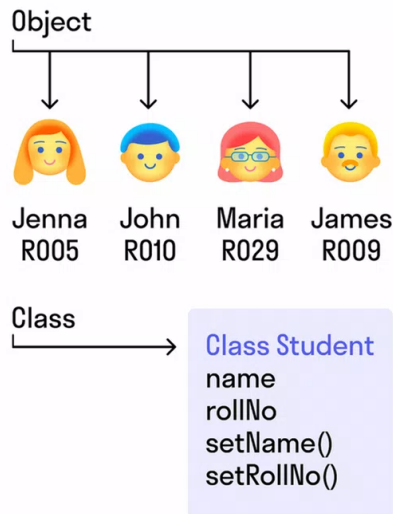 Object
Jenna John Maria James
R005 R010 R029 R009
Class
Class Student
name
rollNo
setName()
setRollNo()